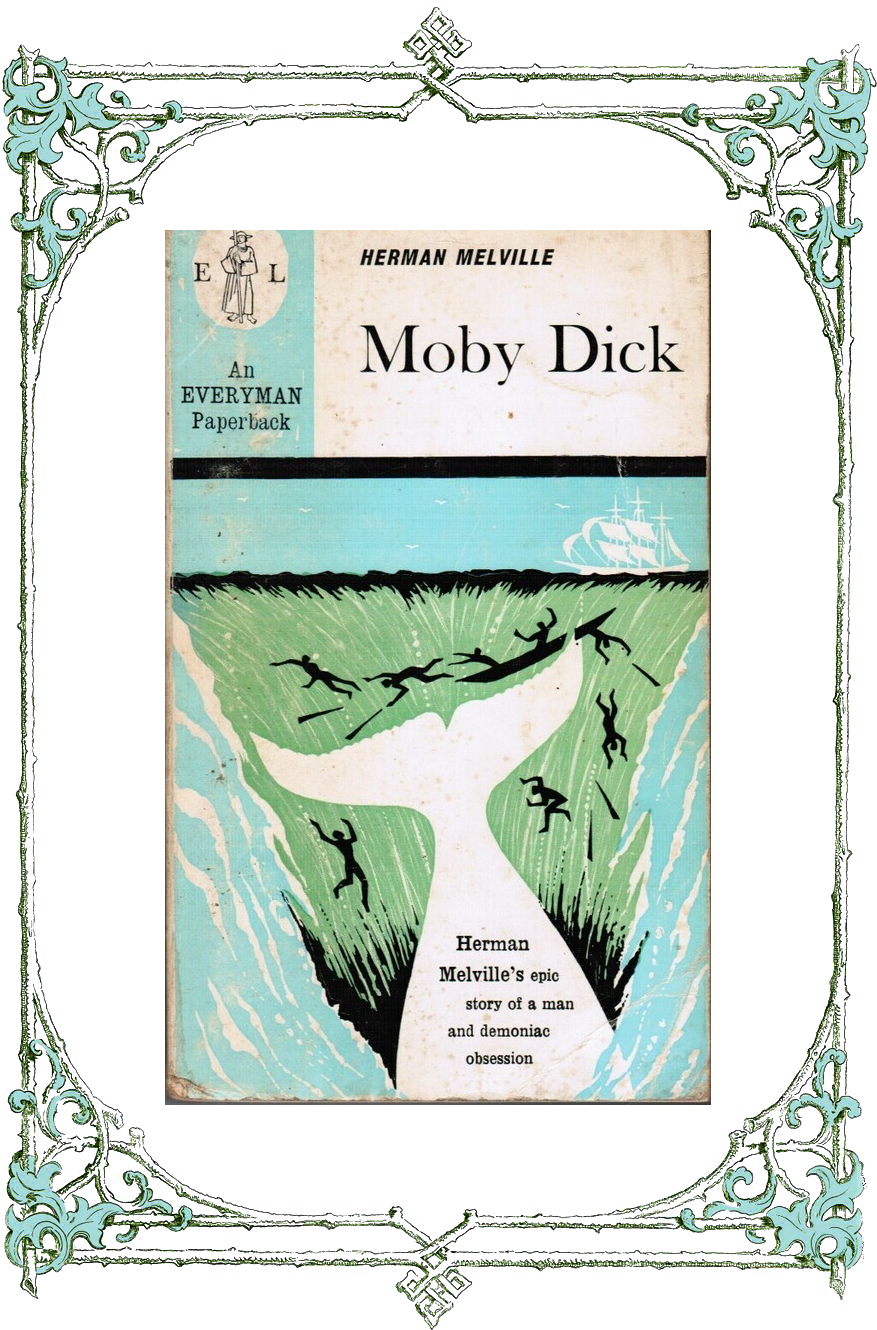 E L
An
EVERYMAN
Paperback
HERMAN MELVILLE
Moby Dick
Herman
Melville's epic
story of a man
and demoniac
obsession